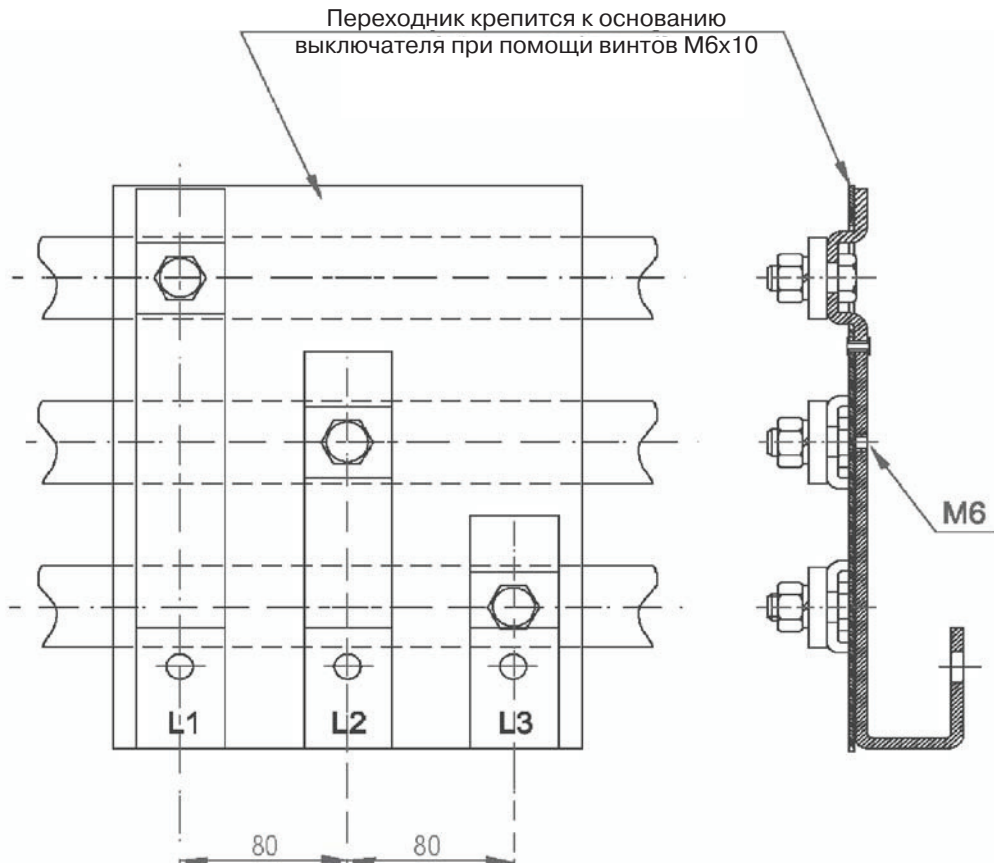 Переходник крепится к основанию
выключателя при помощи винтов М6х10
M6
L1 L2 L3
80 80